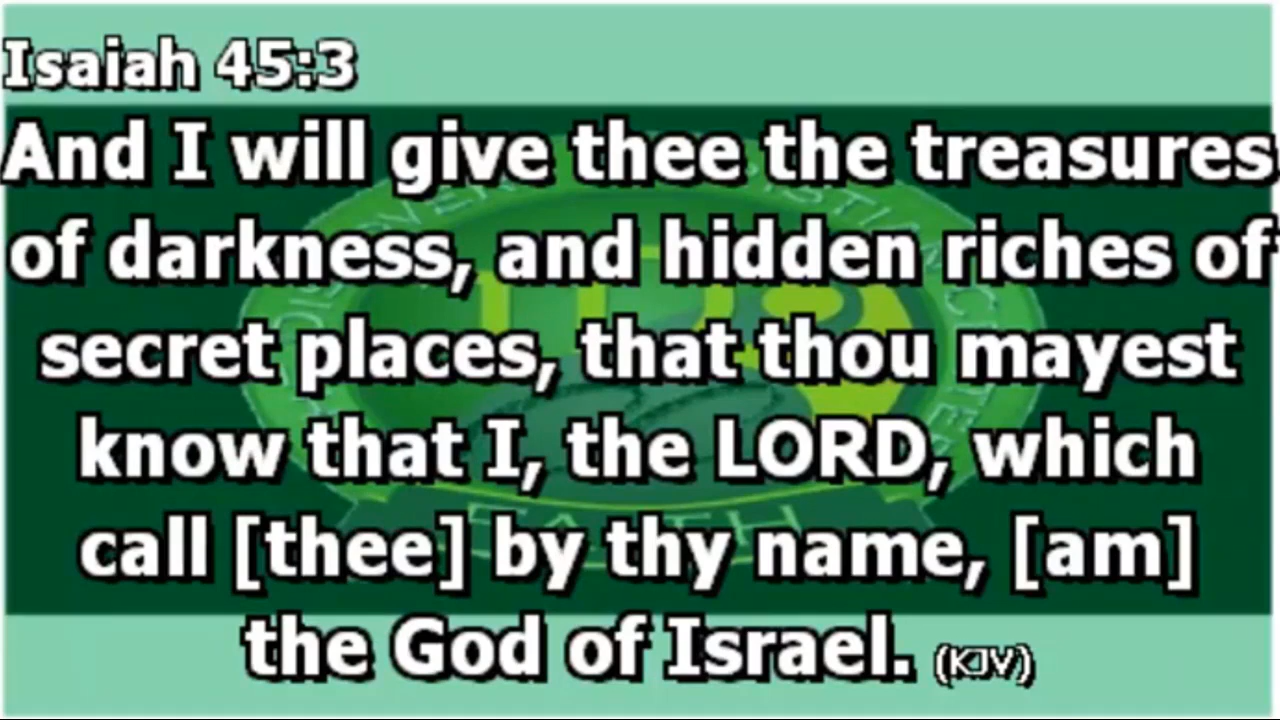 Isaiah 45:3
And I will give thee the treasures
of darkness, and hidden riches of
secret places, that thou mayest
know that I, the LORD, which
call [thee] by thy name, [am]
the God of Israel. (KJV)
FAITH